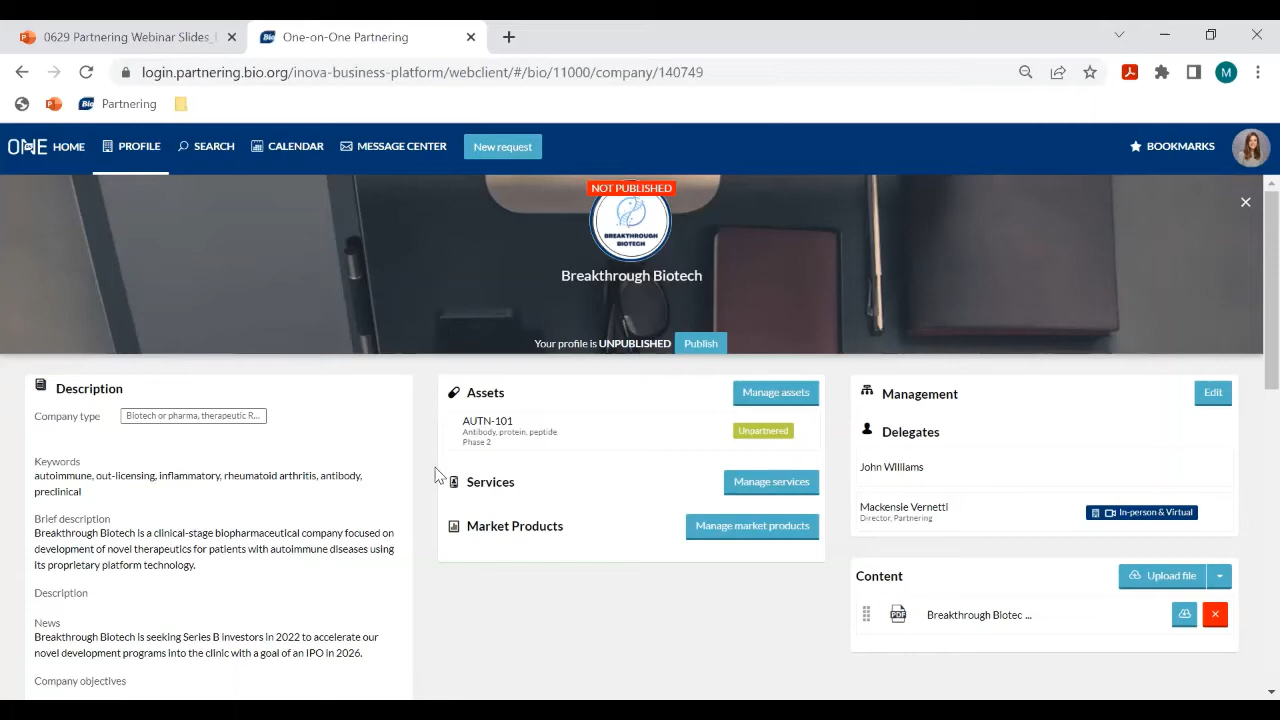 0629 Partnering Webinar Slides_
One-on-One Partnering
login.partnering.bio.org/inova-business-platform/webclient/#/bio/11000/company/140749
M
Bio Partnering
ONE HOME
PROFILE
SEARCH
CALENDAR
MESSAGE CENTER
New request
BOOKMARKS
NOT PUBLISHED
BREAKTHROUGH
BIOTECH
Breakthrough Biotech
Your profile is UNPUBLISHED Publish
Description
Company type Biotech or pharma, therapeutic R...
Keywords
autoimmune, out-licensing, inflammatory, rheumatoid arthritis, antibody,
preclinical
Brief description
Breakthrough Biotech is a clinical-stage biopharmaceutical company focused on
development of novel therapeutics for patients with autoimmune diseases using
its proprietary platform technology.
Description
News
Breakthrough Biotech is seeking Series B investors in 2022 to accelerate our
novel development programs into the clinic with a goal of an IPO in 2026.
Company objectives
Assets Manage assets
AUTN-101
Antibody, protein, peptide
Phase 2
Unpartnered
Services Manage services
Market Products Manage market products
Management Edit
Delegates
John Williams
Mackensie Vernetti
Director, Partnering
In-person & Virtual
Content Upload file
PDF Breakthrough Biotec ...